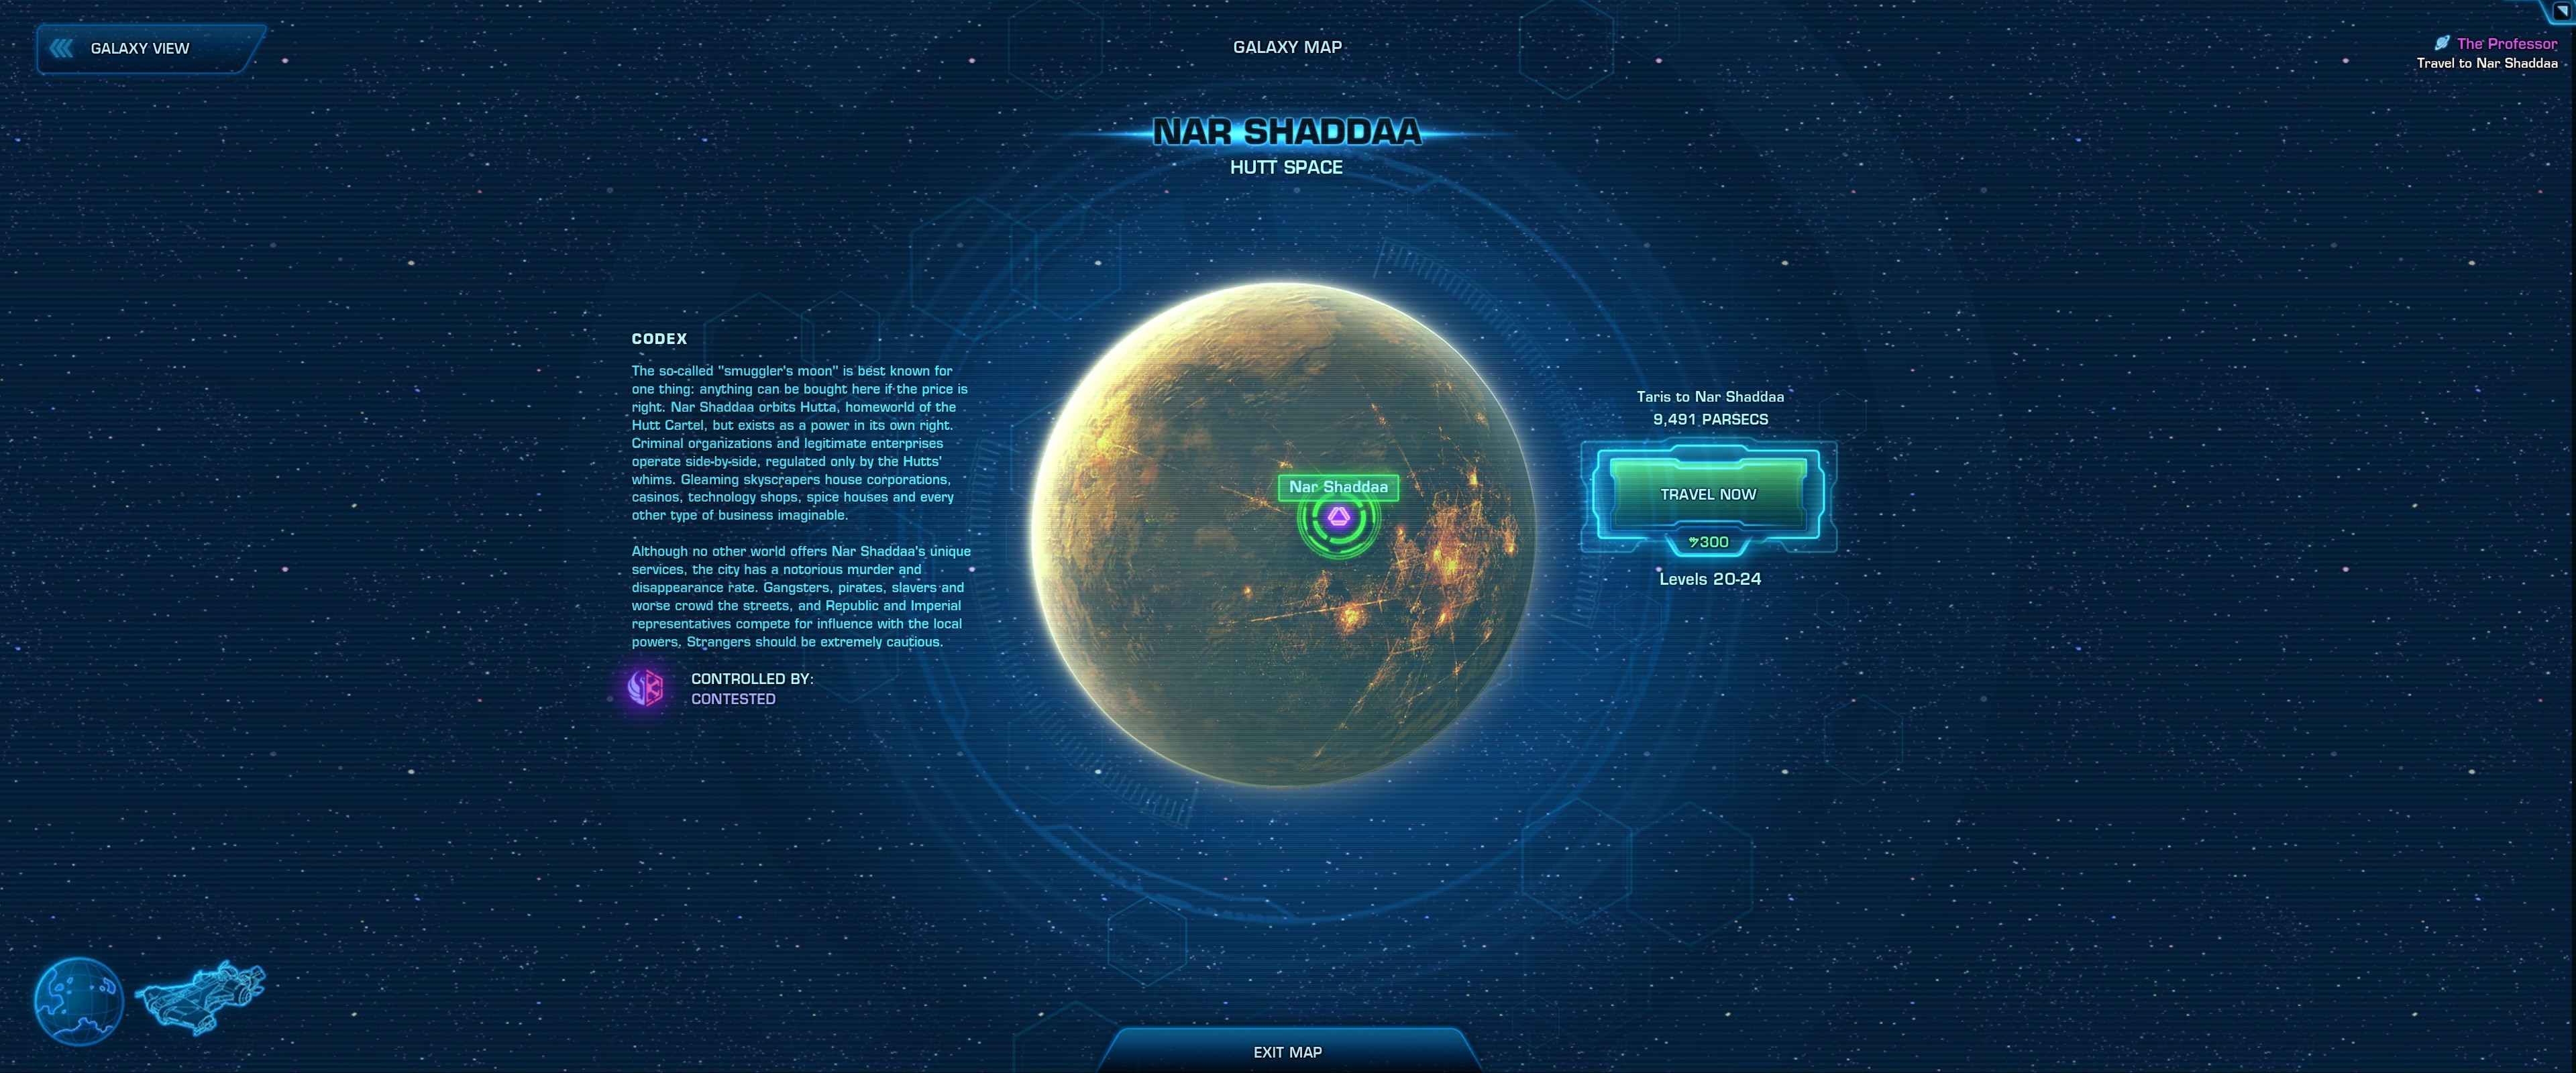 GALAXY VIEW
GALAXY MAP
The Professor
Travel to Nar Shaddaa
NAR SHADDAA
HUTT SPACE
CODEX
The so-called "smuggler's moon" is best known for
one thing: anything can be bought here if the price is
right. Nar Shaddaa orbits Hutta, homeworld of the
Hutt Cartel, but exists as a power in its own right.
Criminal organizations and legitimate enterprises
operate side-by-side, regulated only by the Hutts'
whims. Gleaming skyscrapers house corporations,
casinos, technology shops, spice houses and every
other type of business imaginable.
Although no other world offers Nar Shaddaa's unique
services, the city has a notorious murder and
disappearance rate. Gangsters, pirates, slavers and
worse crowd the streets, and Republic and Imperial
representatives compete for influence with the local
powers. Strangers should be extremely cautious.
CONTROLLED BY:
CONTESTED
Nar Shaddaa
Taris to Nar Shaddaa
9,491 PARSECS
TRAVEL NOW
300
Levels 20-24
EXIT MAP